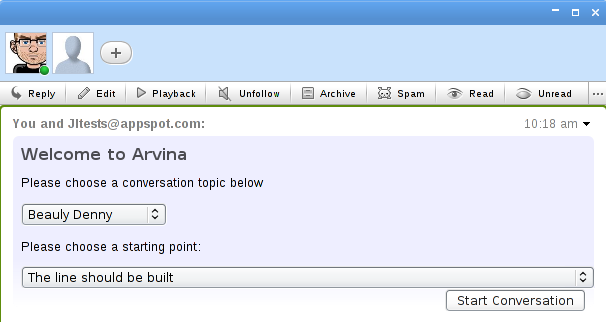 Reply Edit Playback Unfollow Archive Spam Read Unread ...
You and Jltests@appspot.com: 10:18 am
Welcome to Arvina
Please choose a conversation topic below
Beauly Denny
Please choose a starting point:
The line should be built
Start Conversation